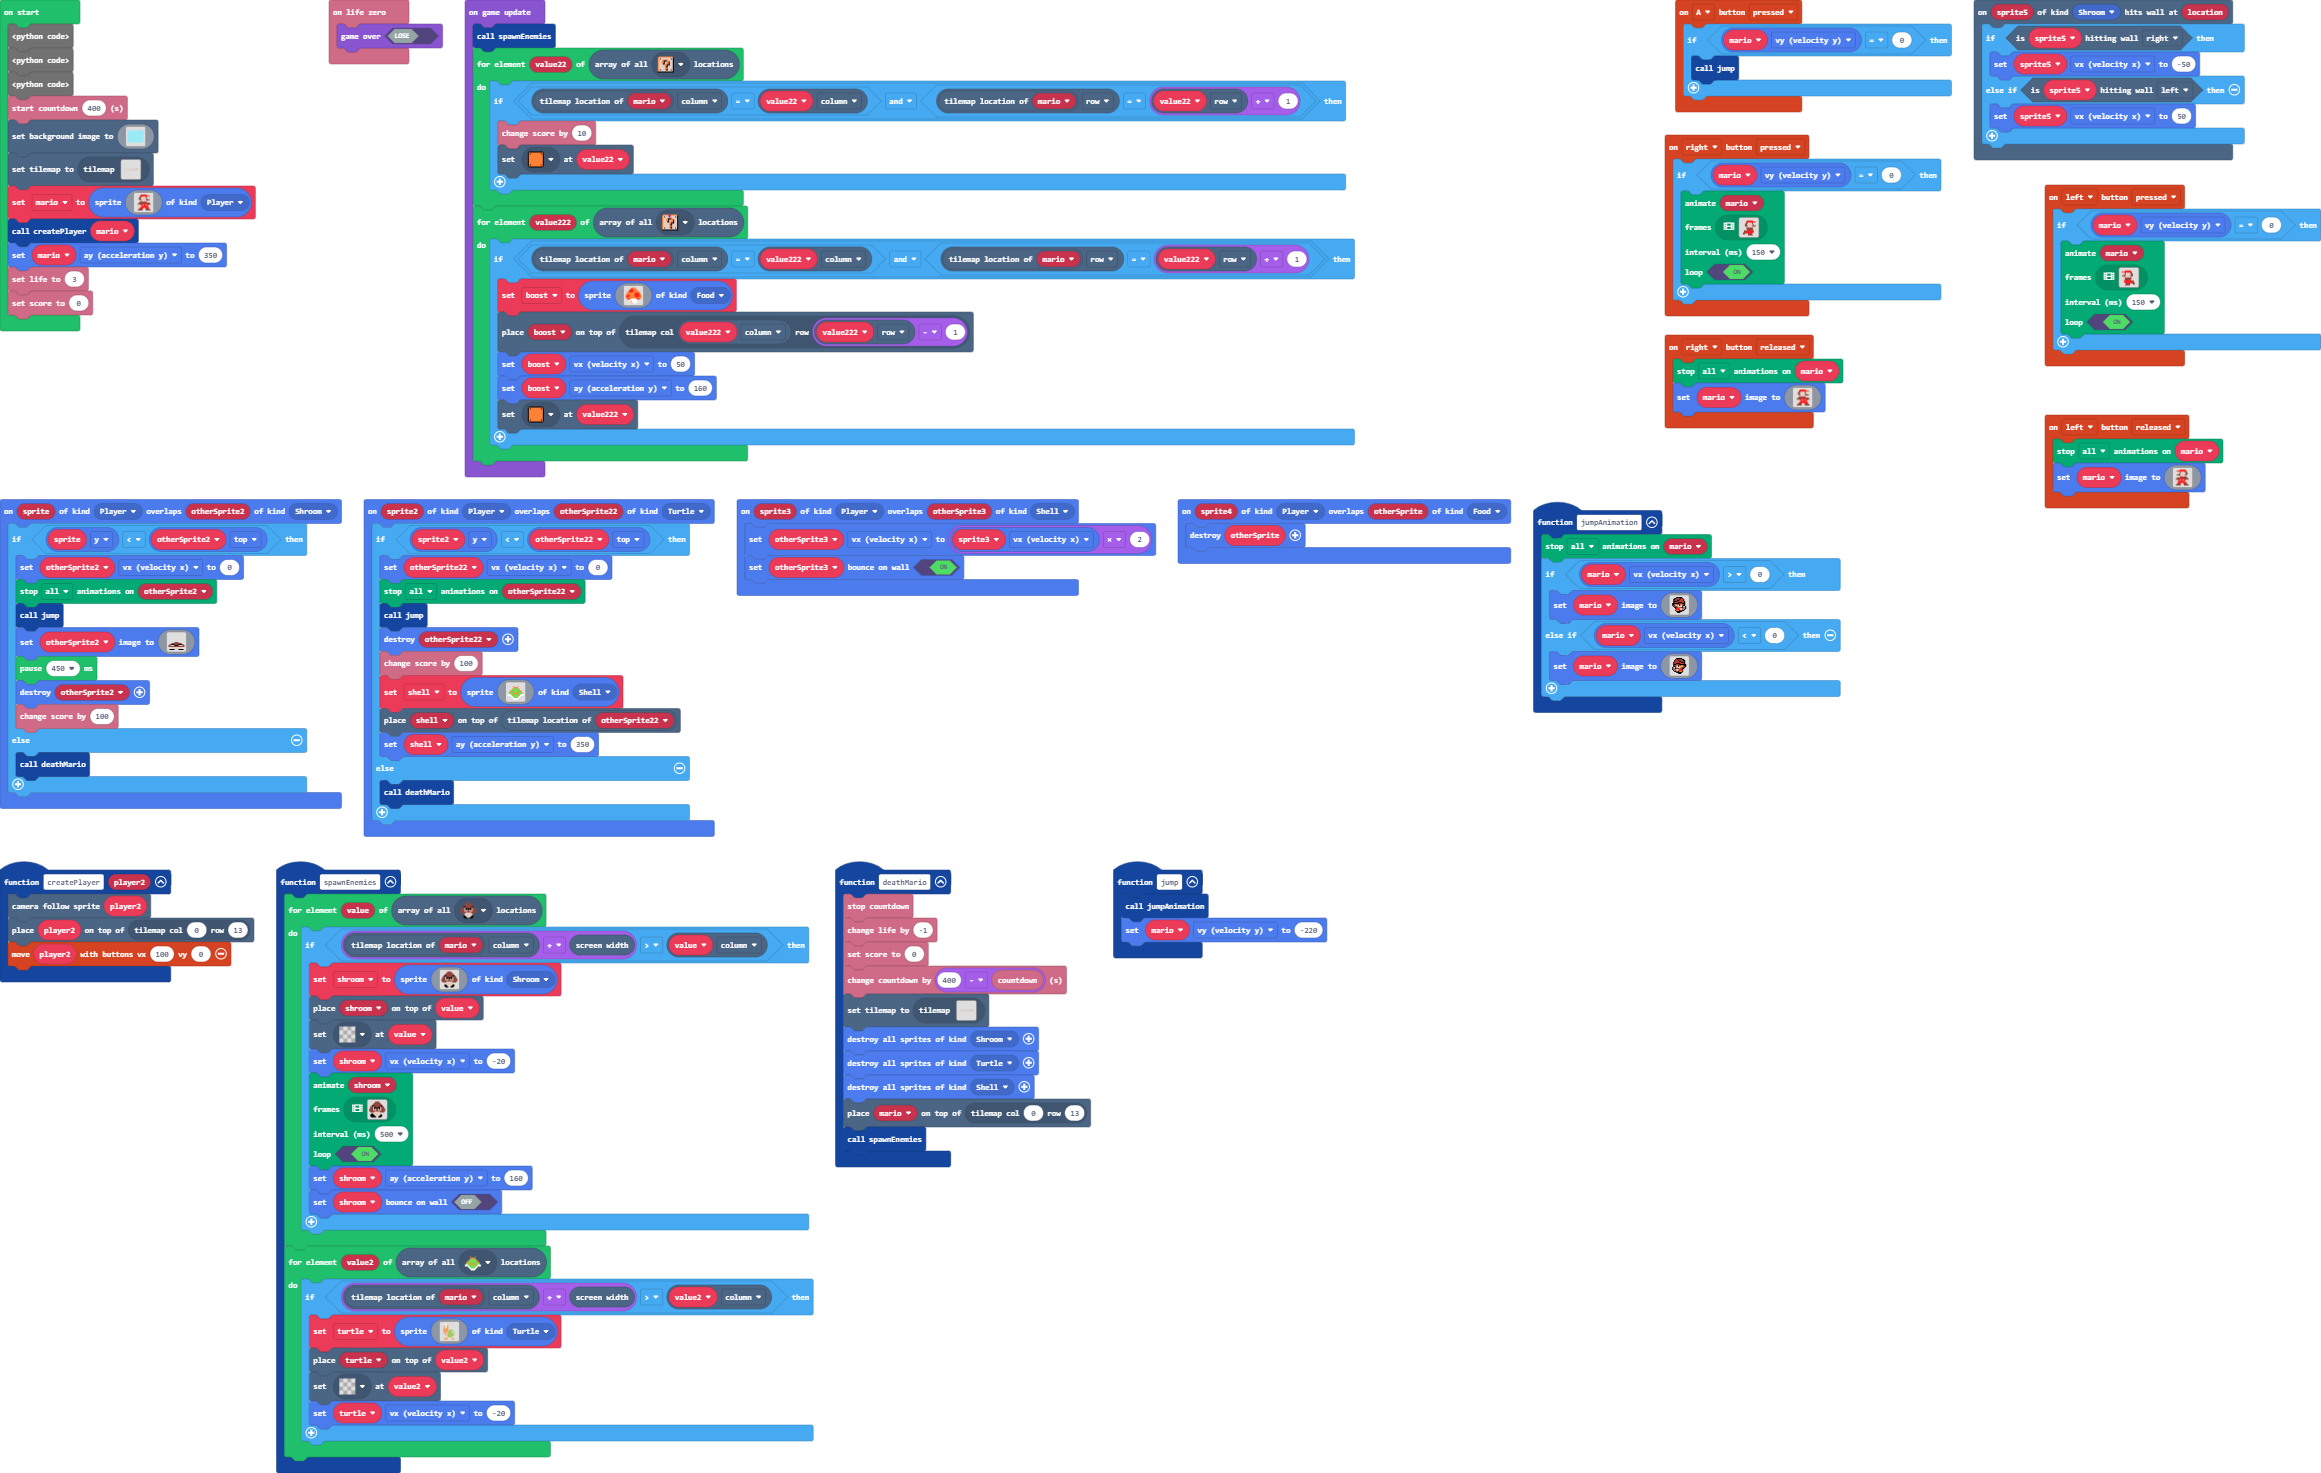 on start
<python code>
<python code>
<python code>
start countdown 400 (s)
set background image to
set tilemap to tilemap
set mario to sprite of kind Player
call createPlayer mario
set mario ay (acceleration y) to 350
set life to 3
set score to 0
on life zero
game over LOSE
on game update
call spawnEnemies
for element value22 of array of all locations
do
if tilemap location of mario column = value22 column and tilemap location of mario row = value22 row + 1 then
change score by 10
set at value22
for element value222 of array of all locations
do
if tilemap location of mario column = value222 column and tilemap location of mario row = value222 row + 1 then
set boost to sprite of kind Food
place boost on top of tilemap col value222 column row value222 row - 1
set boost vx (velocity x) to 50
set boost ay (acceleration y) to 160
set at value222
on A button pressed
if mario vy (velocity y) = 0 then
call jump
on right button pressed
if mario vy (velocity y) = 0 then
animate mario
frames
interval (ms) 150
loop ON
on right button released
stop all animations on mario
set mario image to
on sprite5 of kind Shroom hits wall at location
if is sprite5 hitting wall right then
set sprite5 vx (velocity x) to -50
else if is sprite5 hitting wall left then
set sprite5 vx (velocity x) to 50
on left button pressed
if mario vy (velocity y) = 0 then
animate mario
frames
interval (ms) 150
loop ON
on left button released
stop all animations on mario
set mario image to
on sprite of kind Player overlaps otherSprite2 of kind Shroom
if sprite y < otherSprite2 top then
set otherSprite2 vx (velocity x) to 0
stop all animations on otherSprite2
call jump
set otherSprite2 image to
pause 450 ms
destroy otherSprite2
change score by 100
else
call deathMario
on sprite2 of kind Player overlaps otherSprite22 of kind Turtle
if sprite2 y < otherSprite22 top then
set otherSprite22 vx (velocity x) to 0
stop all animations on otherSprite22
call jump
destroy otherSprite22
change score by 100
set shell to sprite of kind Shell
place shell on top of tilemap location of otherSprite22
set shell ay (acceleration y) to 350
else
call deathMario
on sprite3 of kind Player overlaps otherSprite3 of kind Shell
set otherSprite3 vx (velocity x) to sprite3 vx (velocity x) × 2
set otherSprite3 bounce on wall ON
on sprite4 of kind Player overlaps otherSprite of kind Food
destroy otherSprite
function jumpAnimation
stop all animations on mario
if mario vx (velocity x) > 0 then
set mario image to
else if mario vx (velocity x) < 0 then
set mario image to
function createPlayer player2
camera follow sprite player2
place player2 on top of tilemap col 0 row 13
move player2 with buttons vx 100 vy 0
function spawnEnemies
for element value of array of all locations
do
if tilemap location of mario column + screen width > value column then
set shroom to sprite of kind Shroom
place shroom on top of value
set at value
set shroom vx (velocity x) to -20
animate shroom
frames
interval (ms) 500
loop ON
set shroom ay (acceleration y) to 160
set shroom bounce on wall OFF
for element value2 of array of all locations
do
if tilemap location of mario column + screen width > value2 column then
set turtle to sprite of kind Turtle
place turtle on top of value2
set at value2
set turtle vx (velocity x) to -20
function deathMario
stop countdown
change life by -1
set score to 0
change countdown by 400 - countdown (s)
set tilemap to tilemap
destroy all sprites of kind Shroom
destroy all sprites of kind Turtle
destroy all sprites of kind Shell
place mario on top of tilemap col 0 row 13
call spawnEnemies
function jump
call jumpAnimation
set mario vy (velocity y) to -220